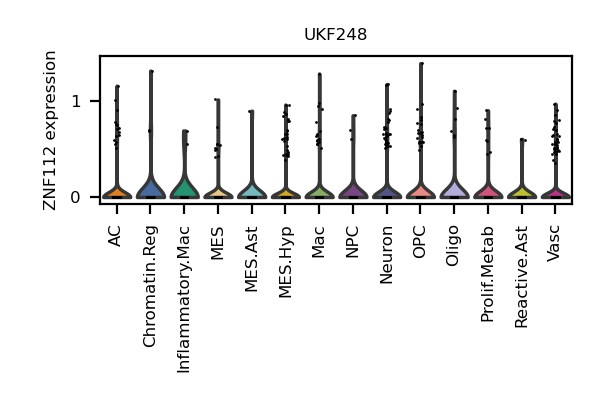 UKF248
ZNF112 expression
1
0
AC
Chromatin.Reg
Inflammatory.Mac
MES
MES.Ast
MES.Hyp
Mac
NPC
Neuron
OPC
Oligo
Prolif.Metab
Reactive.Ast
Vasc